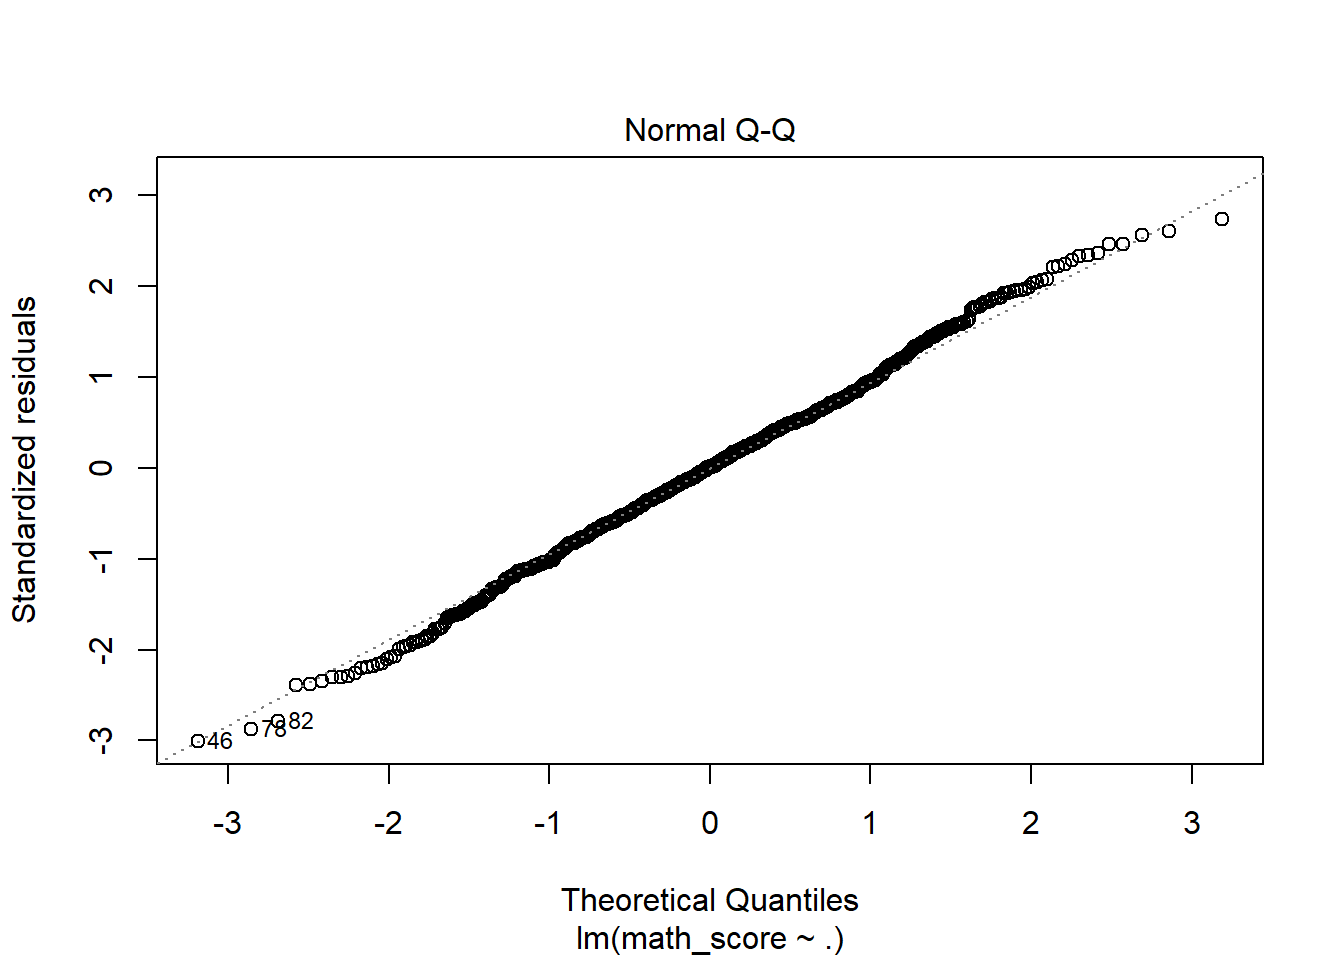 Normal Q-Q
Standardized residuals
3
2
1
0
-1
-2
-3
46
78
82
-3 -2 -1 0 1 2 3
Theoretical Quantiles
lm(math_score ~ .)